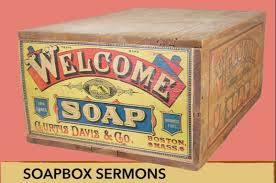 WELCOME
SOAP
CURTIS DAVIS & CO.
BOSTON,
MASS.
SOAPBOX SERMONS